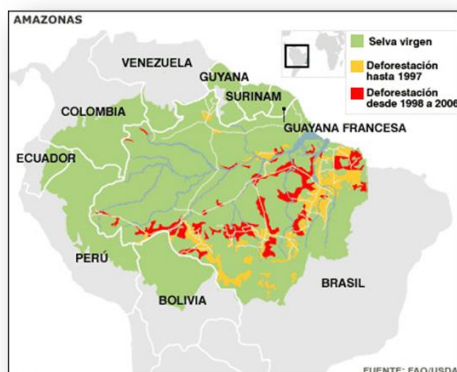 AMAZONAS
Selva virgen
Deforestación
hasta 1997
Deforestación
desde 1998 a 2006
VENEZUELA
GUYANA
SURINAM
COLOMBIA
GUAYANA FRANCESA
ECUADOR
PERÚ
BRASIL
BOLIVIA
FUENTE: FAO/USDA